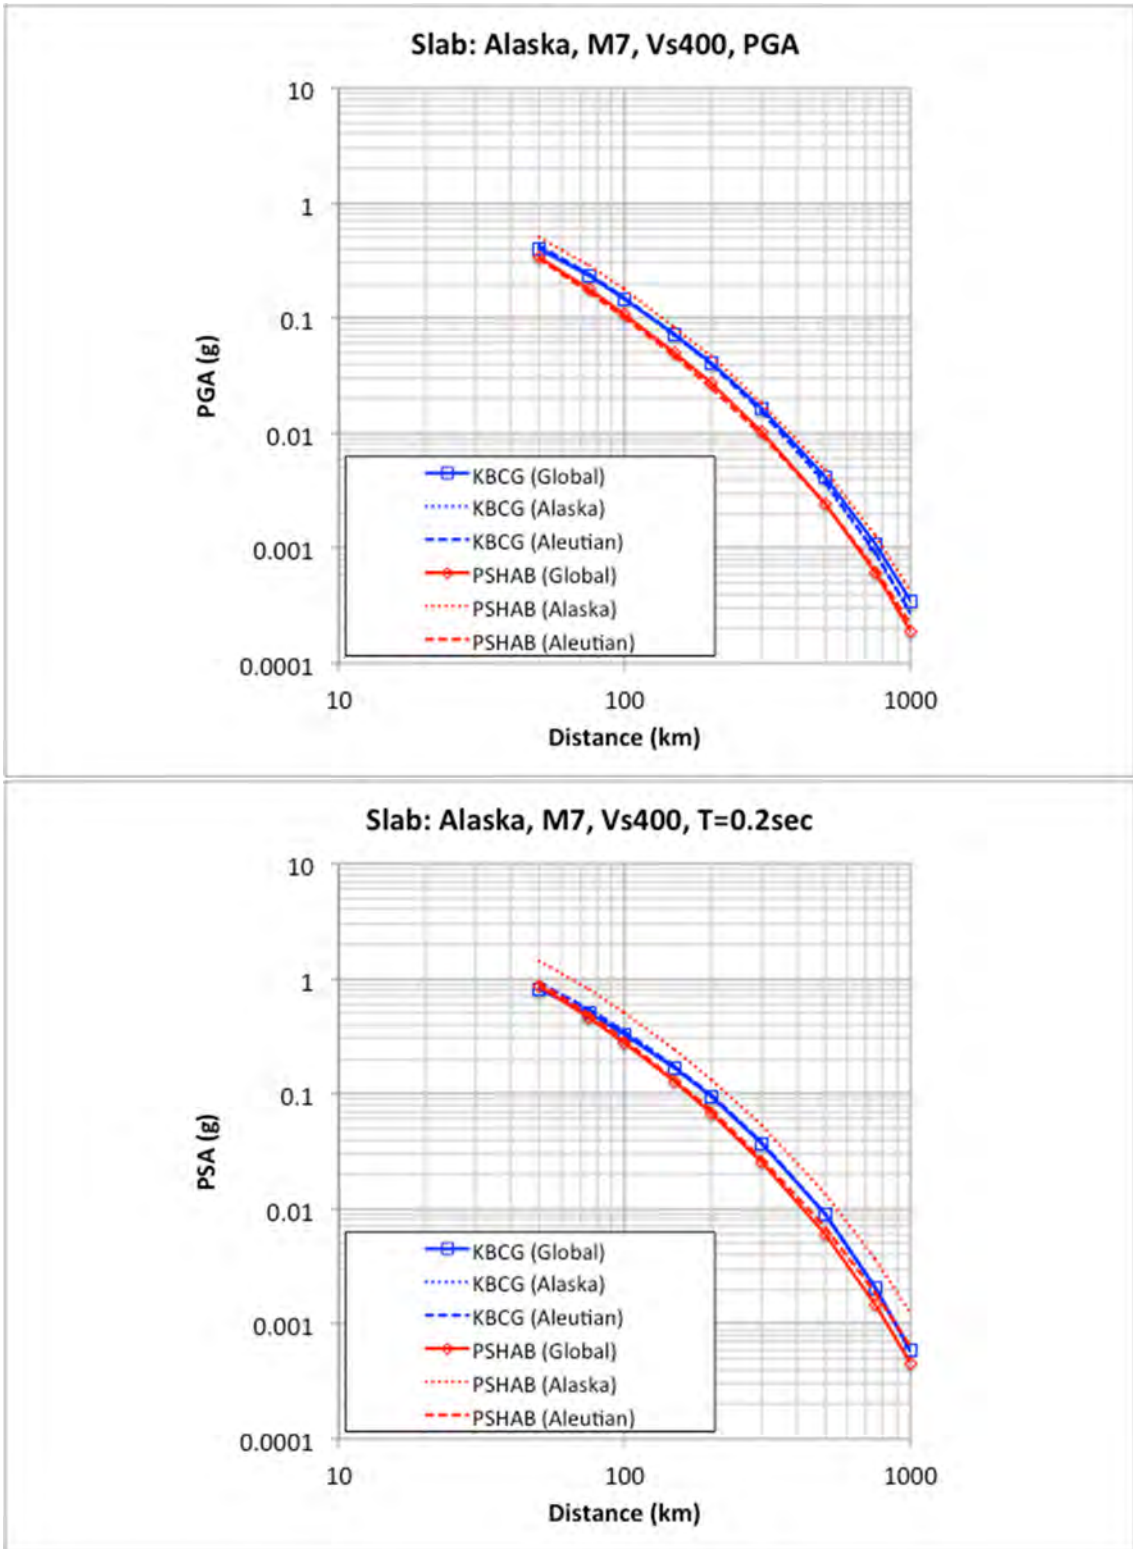 Slab: Alaska, M7, Vs400, PGA
10
1
0.1
0.01
0.001
0.0001
PGA (g)
KBCG (Global)
KBCG (Alaska)
KBCG (Aleutian)
PSHAB (Global)
PSHAB (Alaska)
PSHAB (Aleutian)
10 100 1000
Distance (km)
Slab: Alaska, M7, Vs400, T=0.2sec
10
1
0.1
0.01
0.001
0.0001
PSA (g)
KBCG (Global)
KBCG (Alaska)
KBCG (Aleutian)
PSHAB (Global)
PSHAB (Alaska)
PSHAB (Aleutian)
10 100 1000
Distance (km)